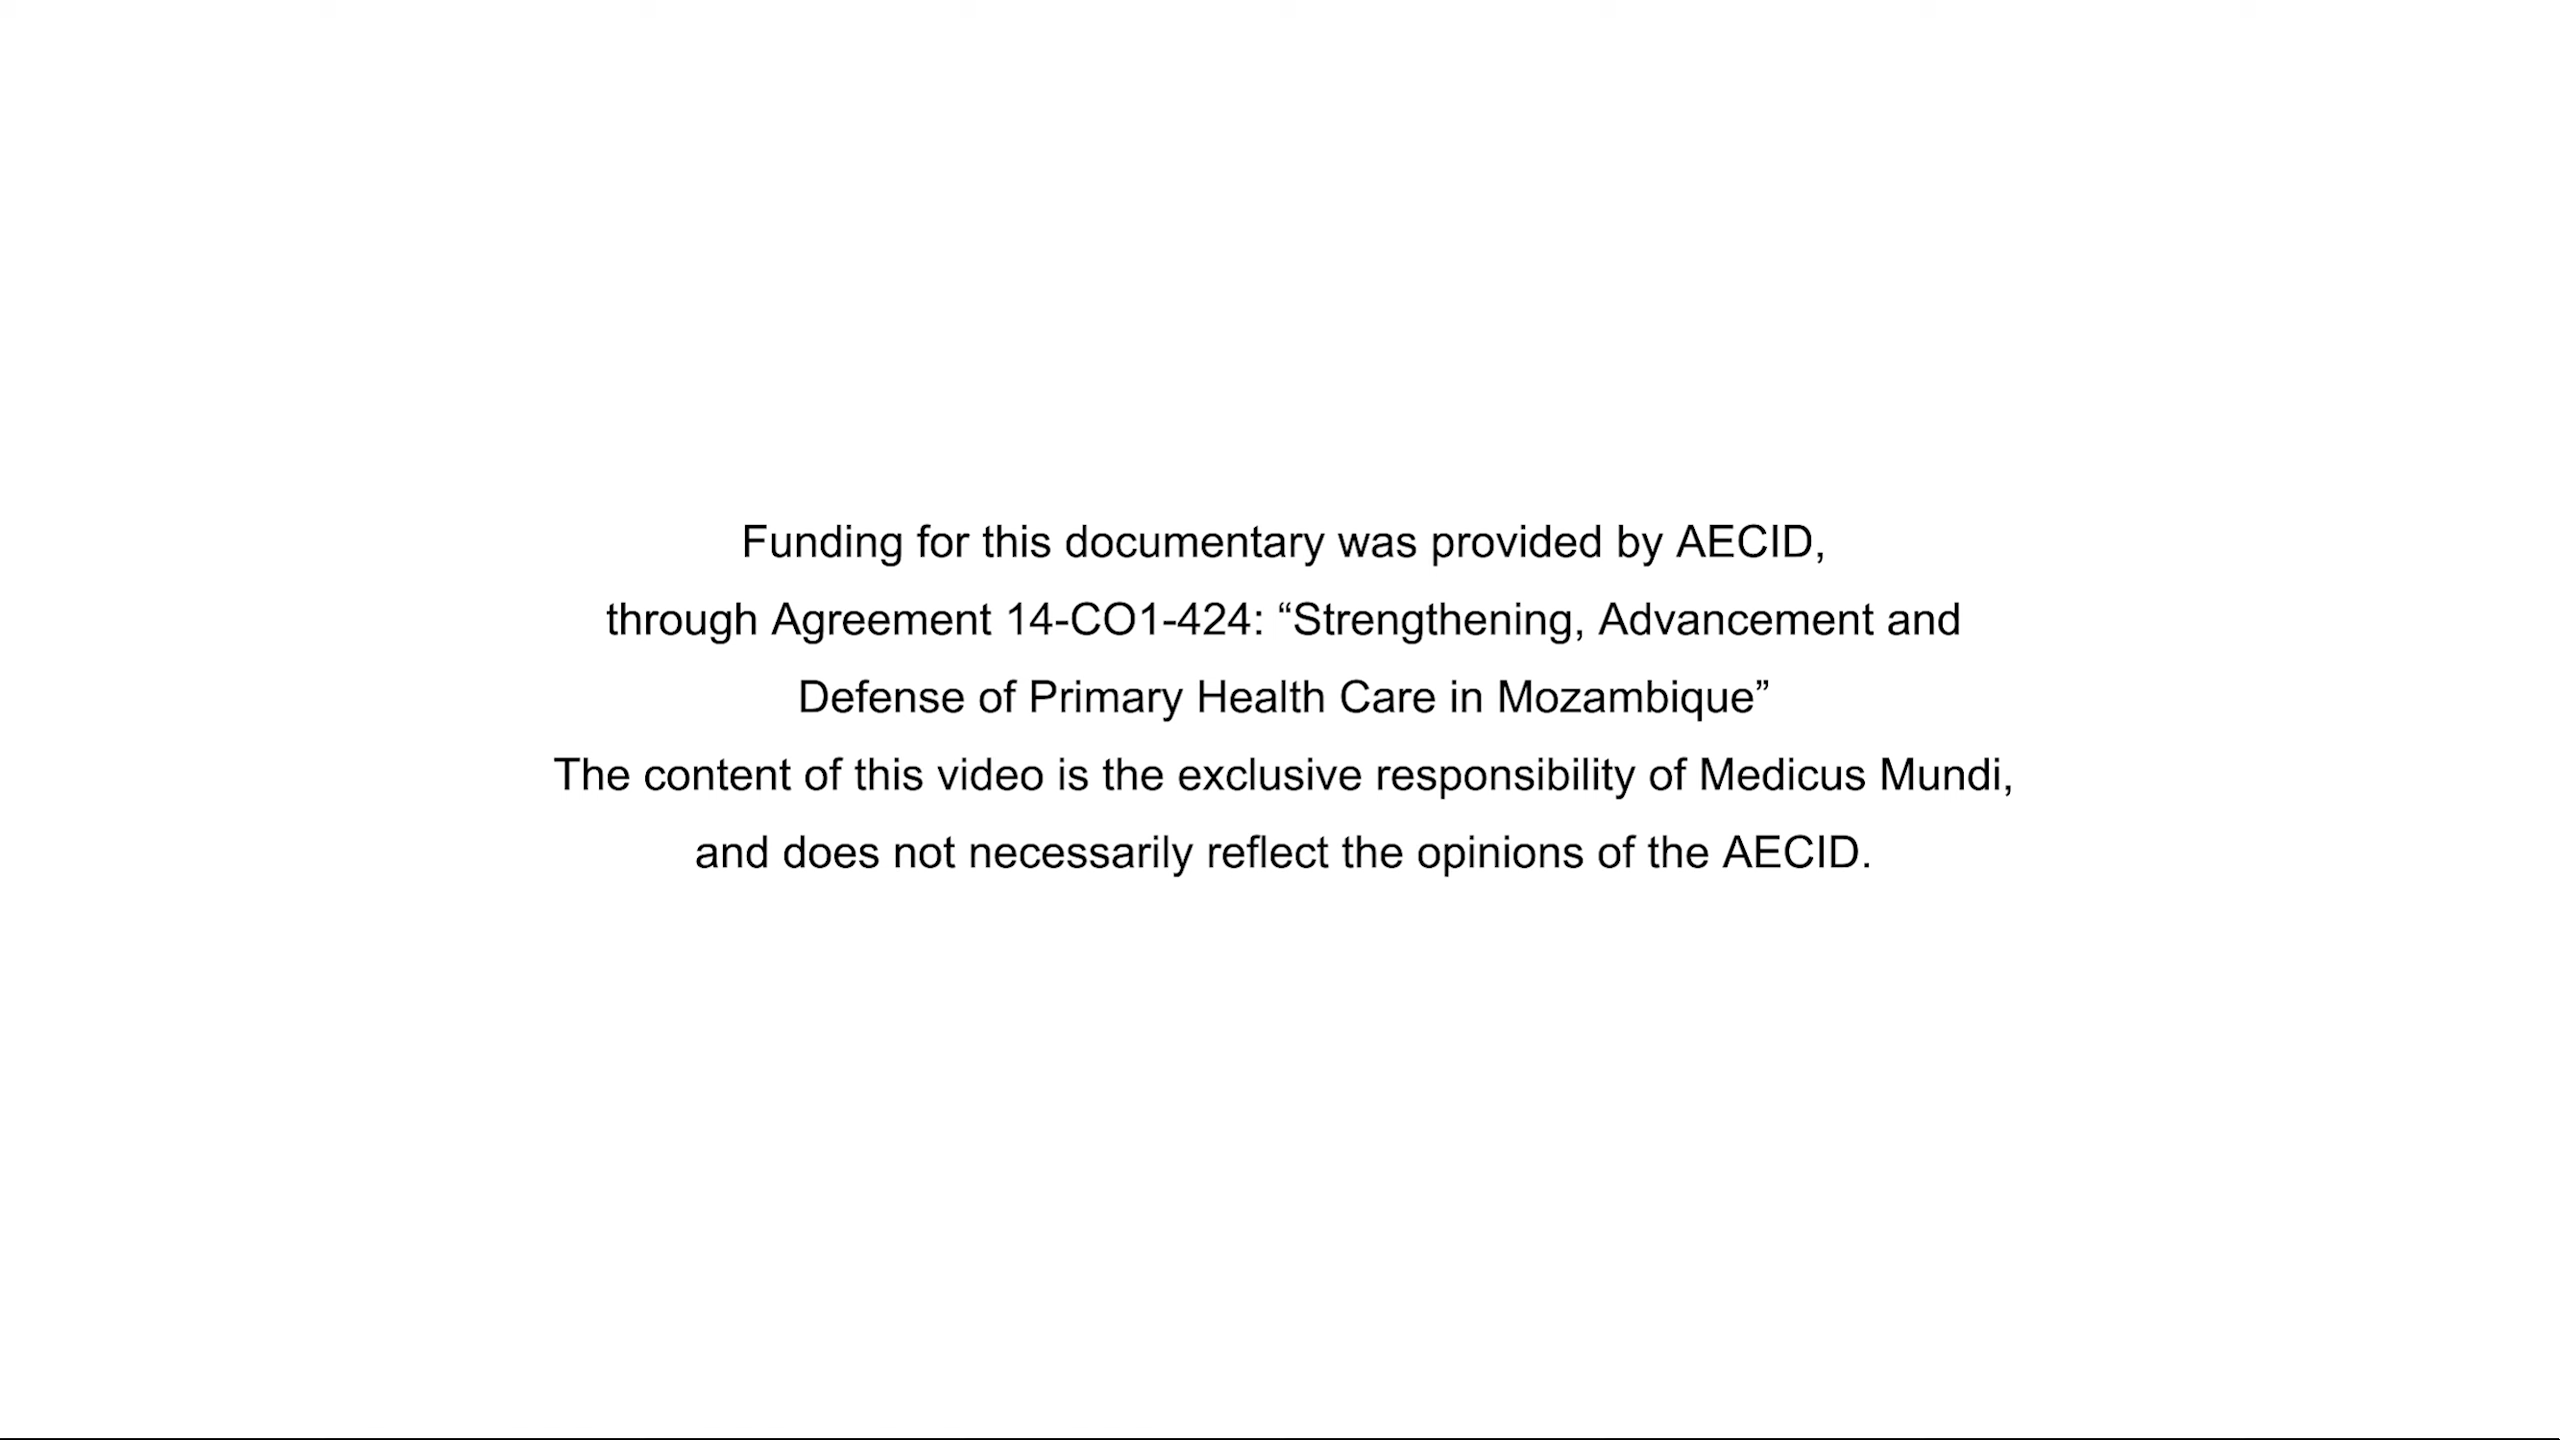 Funding for this documentary was provided by AECID,
through Agreement 14-CO1-424: “Strengthening, Advancement and
Defense of Primary Health Care in Mozambique”
The content of this video is the exclusive responsibility of Medicus Mundi,
and does not necessarily reflect the opinions of the AECID.